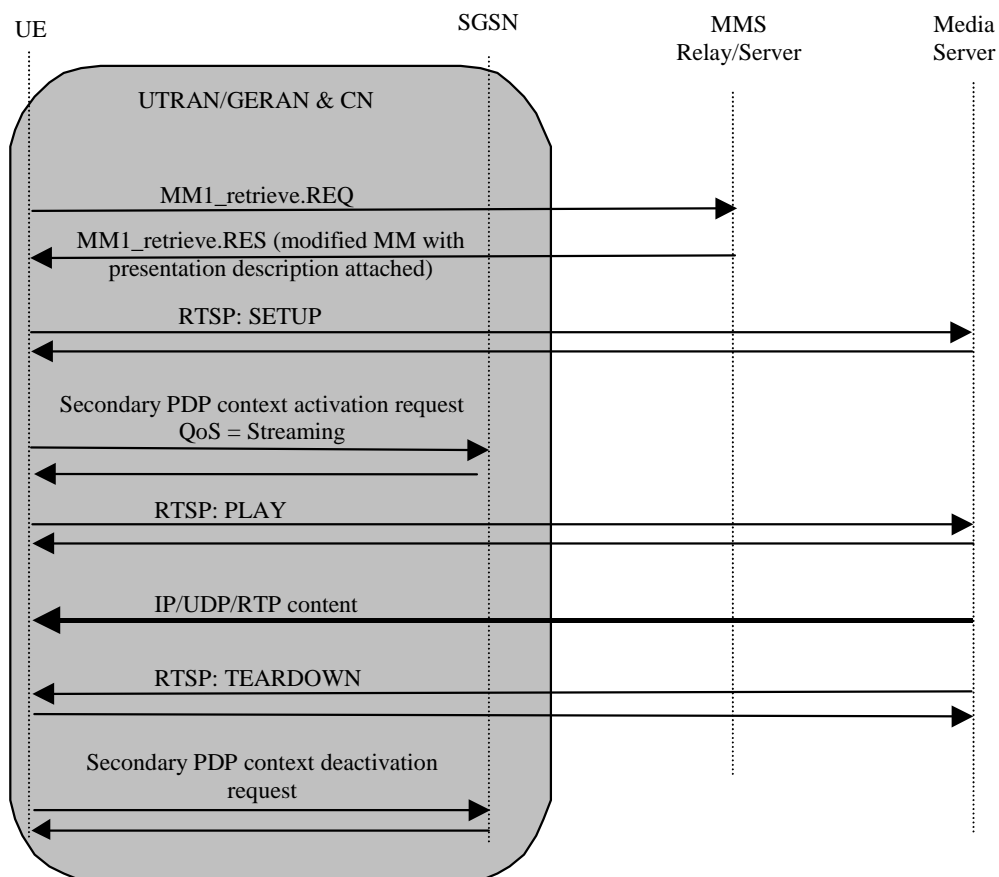 UE
SGSN
MMS
Relay/Server
Media
Server
UTRAN/GERAN & CN
MM1_retrieve.REQ
MM1_retrieve.RES (modified MM with
presentation description attached)
RTSP: SETUP
Secondary PDP context activation request
QoS = Streaming
RTSP: PLAY
IP/UDP/RTP content
RTSP: TEARDOWN
Secondary PDP context deactivation
request